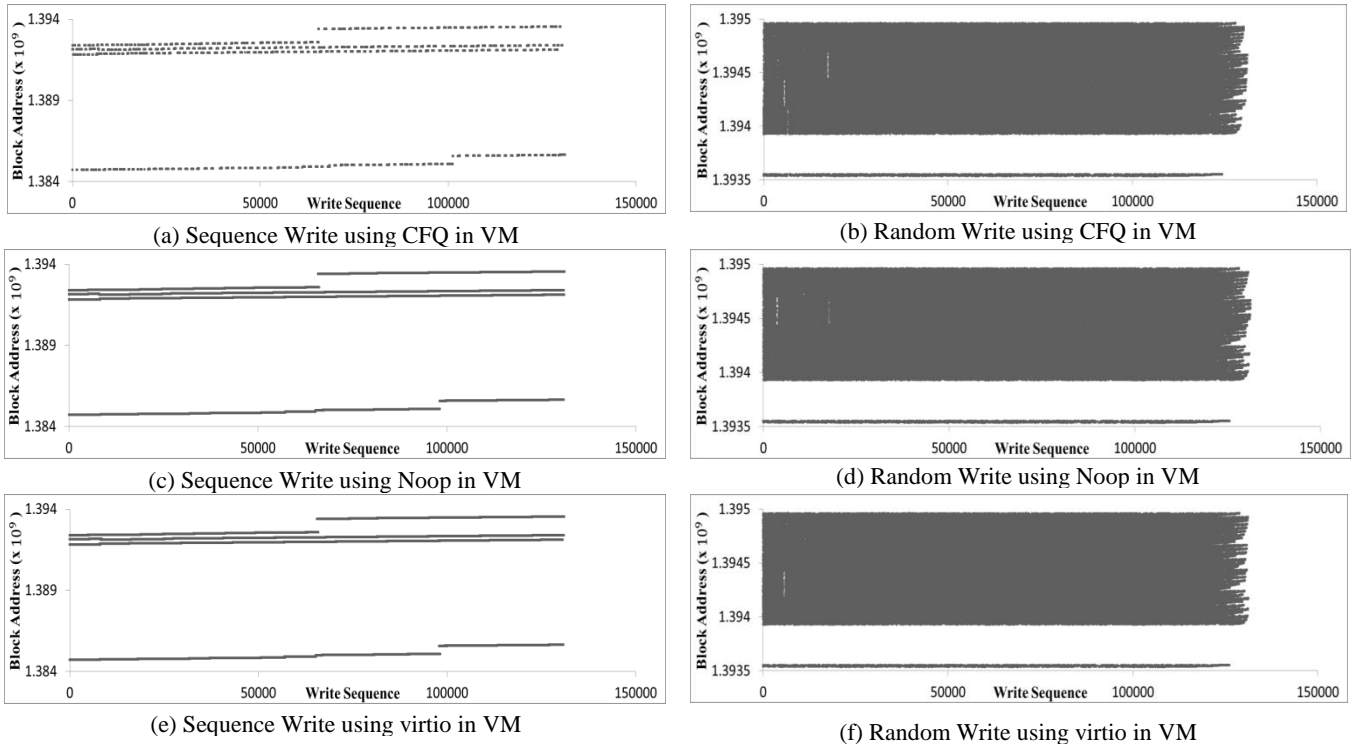 1.394
1.389
1.384
Block Address (x 10⁹)
0
50000
Write Sequence
100000
150000
(a) Sequence Write using CFQ in VM
1.395
1.3945
1.394
1.3935
Block Address (x 10⁹)
0
50000
Write Sequence
100000
150000
(b) Random Write using CFQ in VM
1.394
1.389
1.384
Block Address (x 10⁹)
0
50000
Write Sequence
100000
150000
(c) Sequence Write using Noop in VM
1.395
1.3945
1.394
1.3935
Block Address (x 10⁹)
0
50000
Write Sequence
100000
150000
(d) Random Write using Noop in VM
1.394
1.389
1.384
Block Address (x 10⁹)
0
50000
Write Sequence
100000
150000
(e) Sequence Write using virtio in VM
1.395
1.3945
1.394
1.3935
Block Address (x 10⁹)
0
50000
Write Sequence
100000
150000
(f) Random Write using virtio in VM